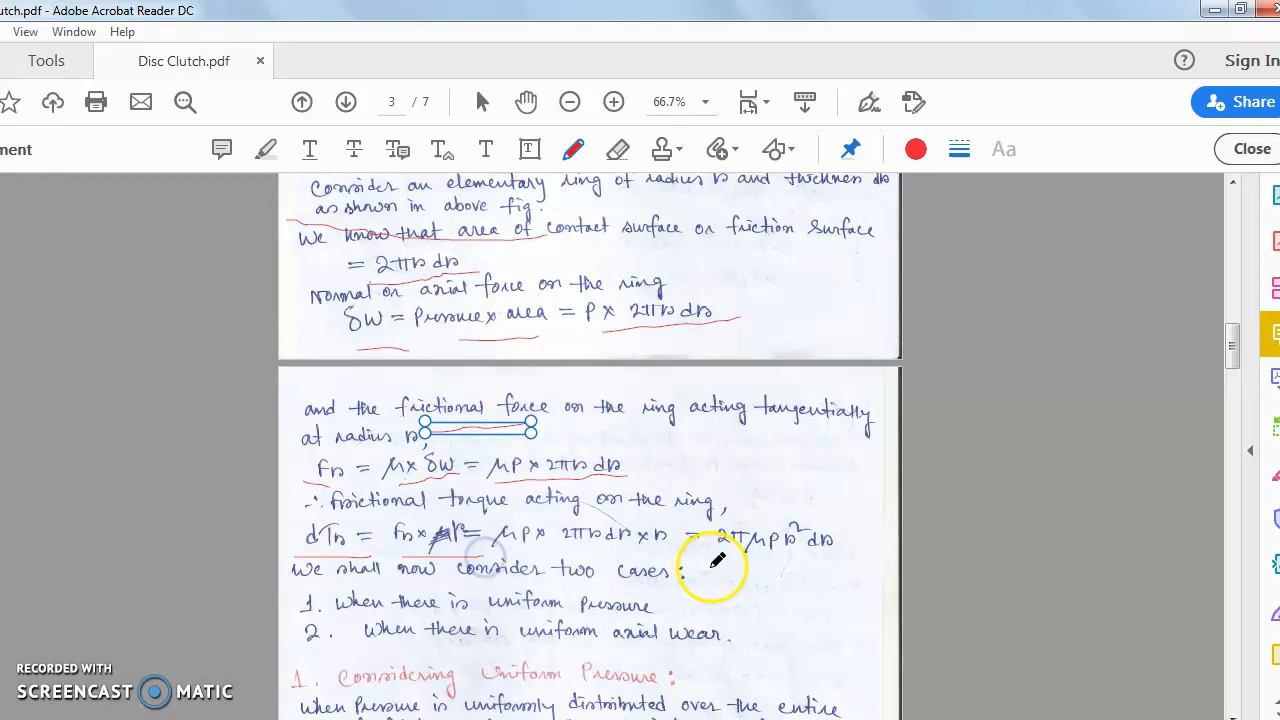 lutch.pdf - Adobe Acrobat Reader DC
View Window Help
Tools Disc Clutch.pdf × ? Sign In
3 / 7 66.7% Share
ment Aa Close
Consider an elementary ring of radius r and thickness dr
as shown in above fig.
We know that area of contact surface or friction surface
= 2πr dr
Normal or axial force on the ring
δW = Pressure × area = P × 2πr dr
and the frictional force on the ring acting tangentially
at radius r,
Fr = μ × δW = μP × 2πr dr
∴ frictional torque acting on the ring,
dTr = Fr × r = μP × 2πr dr × r = 2πμP r² dr
We shall now consider two cases:
1. When there is uniform pressure
2. When there is uniform axial wear.
1. Considering Uniform Pressure:
When Pressure is uniformly distributed over the entire
RECORDED WITH
SCREENCAST MATIC